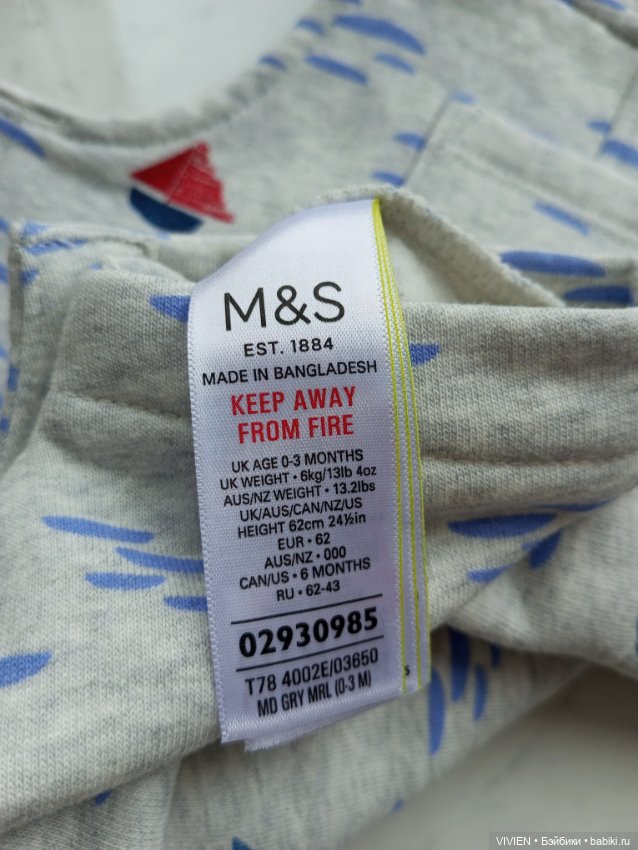 M&S
EST. 1884
MADE IN BANGLADESH
KEEP AWAY
FROM FIRE
UK AGE 0-3 MONTHS
UK WEIGHT • 6kg/13lb 4oz
AUS/NZ WEIGHT • 13.2lbs
UK/AUS/CAN/NZ/US
HEIGHT 62cm 24½in
EUR • 62
AUS/NZ • 000
CAN/US • 6 MONTHS
RU • 62-43
02930985
T78 4002E/03650
MD GRY MRL (0-3 M)
VIVIEN • Бэйбики • babiki.ru